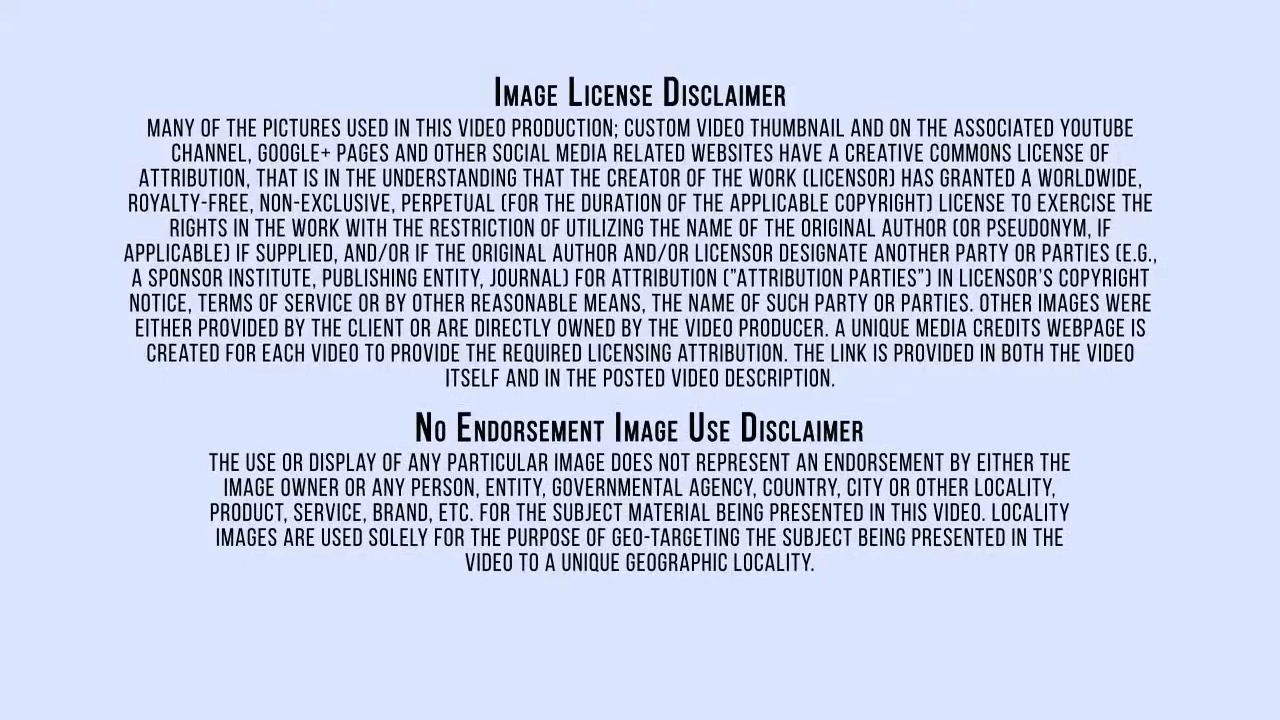 Image License Disclaimer
MANY OF THE PICTURES USED IN THIS VIDEO PRODUCTION; CUSTOM VIDEO THUMBNAIL AND ON THE ASSOCIATED YOUTUBE
CHANNEL, GOOGLE+ PAGES AND OTHER SOCIAL MEDIA RELATED WEBSITES HAVE A CREATIVE COMMONS LICENSE OF
ATTRIBUTION, THAT IS IN THE UNDERSTANDING THAT THE CREATOR OF THE WORK (LICENSOR) HAS GRANTED A WORLDWIDE,
ROYALTY-FREE, NON-EXCLUSIVE, PERPETUAL (FOR THE DURATION OF THE APPLICABLE COPYRIGHT) LICENSE TO EXERCISE THE
RIGHTS IN THE WORK WITH THE RESTRICTION OF UTILIZING THE NAME OF THE ORIGINAL AUTHOR (OR PSEUDONYM, IF
APPLICABLE) IF SUPPLIED, AND/OR IF THE ORIGINAL AUTHOR AND/OR LICENSOR DESIGNATE ANOTHER PARTY OR PARTIES (E.G.,
A SPONSOR INSTITUTE, PUBLISHING ENTITY, JOURNAL) FOR ATTRIBUTION ("ATTRIBUTION PARTIES") IN LICENSOR'S COPYRIGHT
NOTICE, TERMS OF SERVICE OR BY OTHER REASONABLE MEANS, THE NAME OF SUCH PARTY OR PARTIES. OTHER IMAGES WERE
EITHER PROVIDED BY THE CLIENT OR ARE DIRECTLY OWNED BY THE VIDEO PRODUCER. A UNIQUE MEDIA CREDITS WEBPAGE IS
CREATED FOR EACH VIDEO TO PROVIDE THE REQUIRED LICENSING ATTRIBUTION. THE LINK IS PROVIDED IN BOTH THE VIDEO
ITSELF AND IN THE POSTED VIDEO DESCRIPTION.
No Endorsement Image Use Disclaimer
THE USE OR DISPLAY OF ANY PARTICULAR IMAGE DOES NOT REPRESENT AN ENDORSEMENT BY EITHER THE
IMAGE OWNER OR ANY PERSON, ENTITY, GOVERNMENTAL AGENCY, COUNTRY, CITY OR OTHER LOCALITY,
PRODUCT, SERVICE, BRAND, ETC. FOR THE SUBJECT MATERIAL BEING PRESENTED IN THIS VIDEO. LOCALITY
IMAGES ARE USED SOLELY FOR THE PURPOSE OF GEO-TARGETING THE SUBJECT BEING PRESENTED IN THE
VIDEO TO A UNIQUE GEOGRAPHIC LOCALITY.